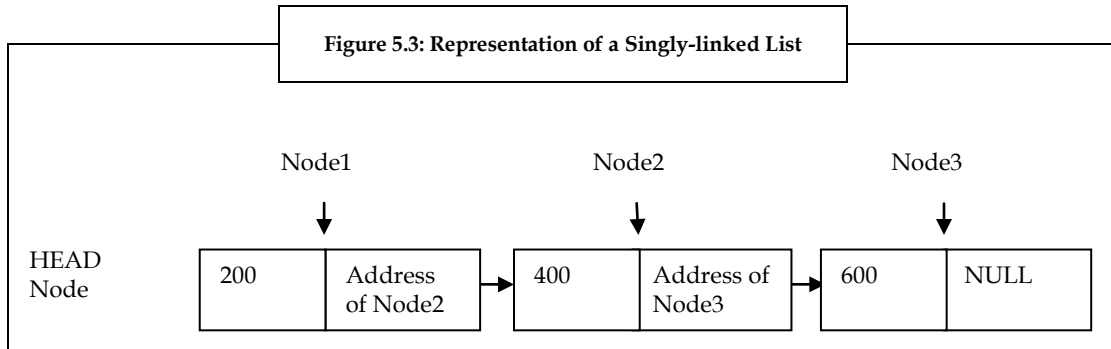 Figure 5.3: Representation of a Singly-linked List
Node1
Node2
Node3
HEAD
Node
200
Address
of Node2
400
Address of
Node3
600
NULL